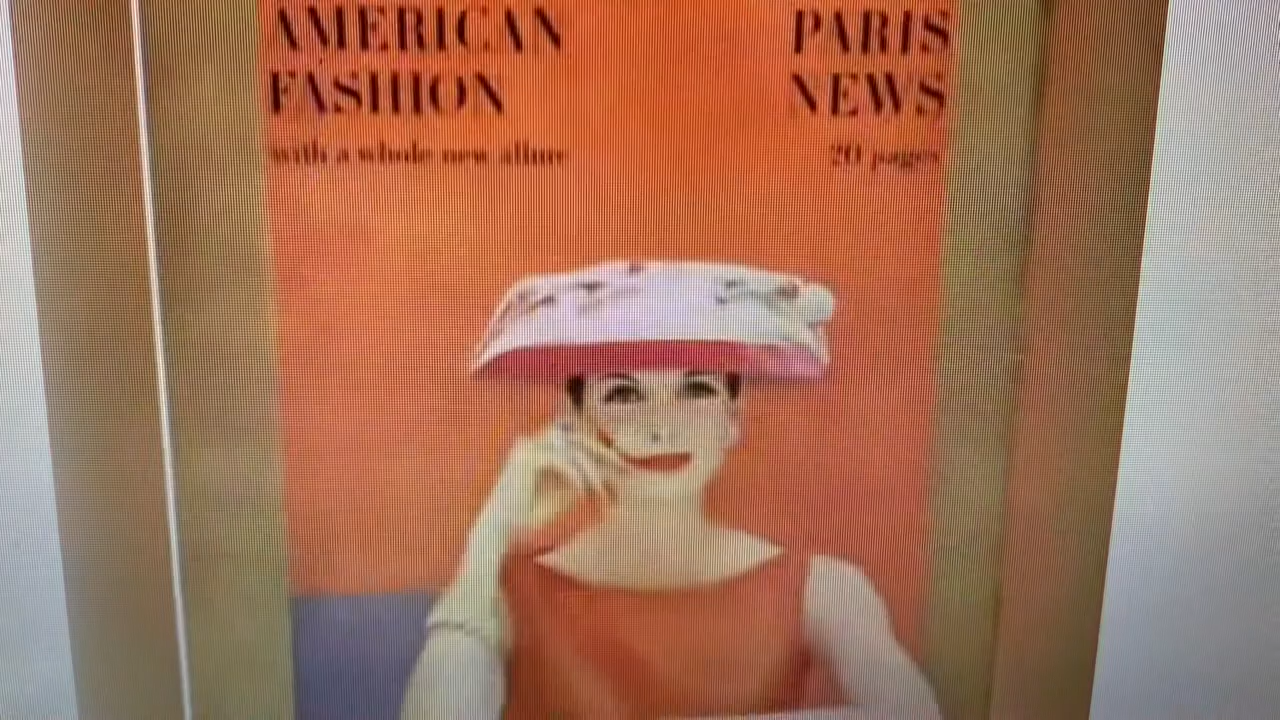 AMERICAN
FASHION
with a whole new allure
PARIS
NEWS
20 pages